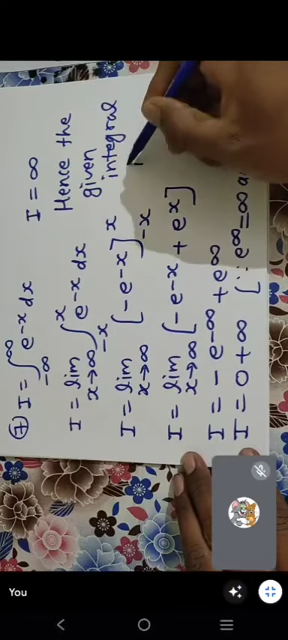 ⑦ I = ∫_{-∞}^{∞} e^{-x} dx
I = lim_{x→∞} ∫_{-x}^{x} e^{-x} dx
I = lim_{x→∞} [-e^{-x}]_{-x}^{x}
I = lim_{x→∞} [-e^{-x} + e^{x}]
I = -e^{-∞} + e^{∞}
I = 0 + ∞ [∵ e^{∞} = ∞ a
I = ∞
Hence the
given
integral
You